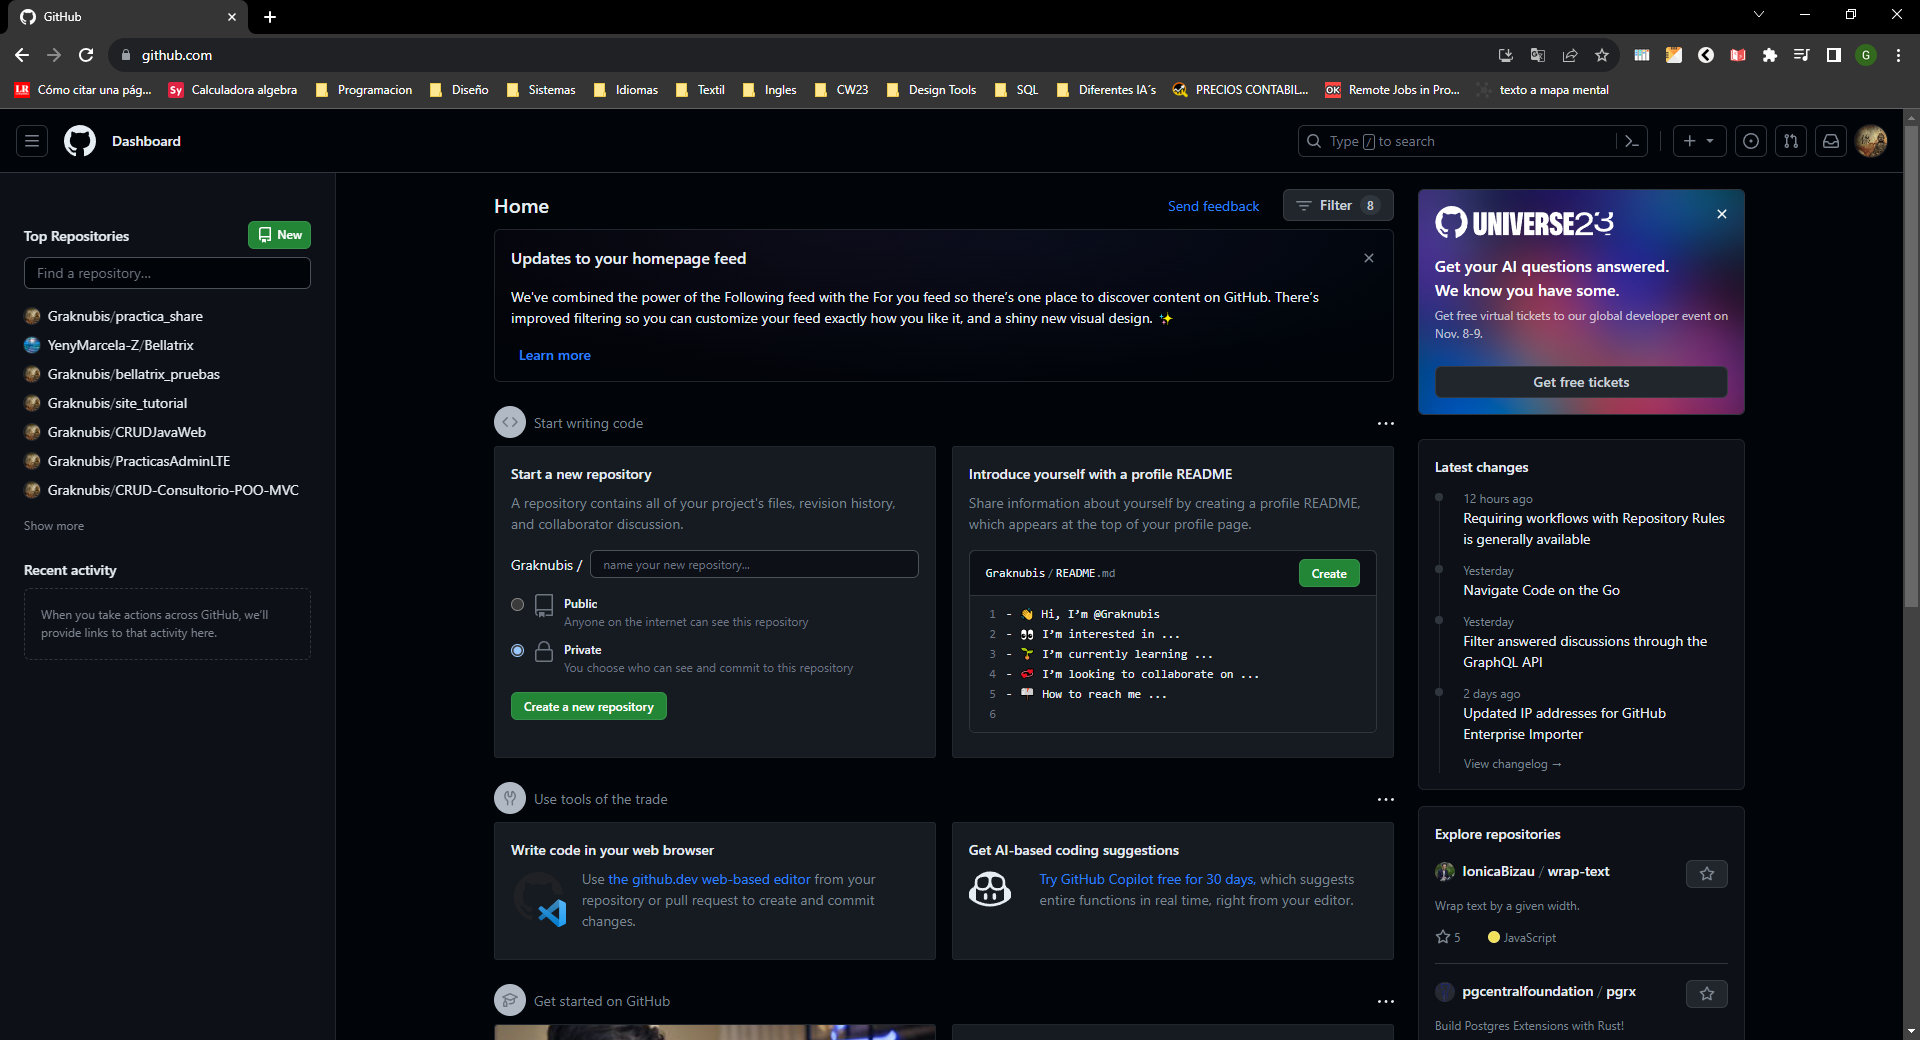 GitHub
github.com
Cómo citar una pág...
Calculadora algebra
Programacion
Diseño
Sistemas
Idiomas
Textil
Ingles
CW23
Design Tools
SQL
Diferentes IA´s
PRECIOS CONTABIL...
Remote Jobs in Pro...
texto a mapa mental
Dashboard
Type / to search
Top Repositories
New
Find a repository...
Graknubis/practica_share
YenyMarcela-Z/Bellatrix
Graknubis/bellatrix_pruebas
Graknubis/site_tutorial
Graknubis/CRUDJavaWeb
Graknubis/PracticasAdminLTE
Graknubis/CRUD-Consultorio-POO-MVC
Show more
Recent activity
When you take actions across GitHub, we'll
provide links to that activity here.
Home
Send feedback
Filter 8
Updates to your homepage feed
We've combined the power of the Following feed with the For you feed so there's one place to discover content on GitHub. There's
improved filtering so you can customize your feed exactly how you like it, and a shiny new visual design. ✨
Learn more
Start writing code
Start a new repository
A repository contains all of your project's files, revision history,
and collaborator discussion.
Graknubis / name your new repository...
Public
Anyone on the internet can see this repository
Private
You choose who can see and commit to this repository
Create a new repository
Introduce yourself with a profile README
Share information about yourself by creating a profile README,
which appears at the top of your profile page.
Graknubis / README.md
Create
1 - 👋 Hi, I'm @Graknubis
2 - 👀 I'm interested in ...
3 - 🌱 I'm currently learning ...
4 - 💞️ I'm looking to collaborate on ...
5 - 📫 How to reach me ...
6
Use tools of the trade
Write code in your web browser
Use the github.dev web-based editor from your
repository or pull request to create and commit
changes.
Get AI-based coding suggestions
Try GitHub Copilot free for 30 days, which suggests
entire functions in real time, right from your editor.
Get started on GitHub
UNIVERSE23
Get your AI questions answered.
We know you have some.
Get free virtual tickets to our global developer event on
Nov. 8-9.
Get free tickets
Latest changes
12 hours ago
Requiring workflows with Repository Rules
is generally available
Yesterday
Navigate Code on the Go
Yesterday
Filter answered discussions through the
GraphQL API
2 days ago
Updated IP addresses for GitHub
Enterprise Importer
View changelog →
Explore repositories
IonicaBizau / wrap-text
Wrap text by a given width.
5
JavaScript
pgcentralfoundation / pgrx
Build Postgres Extensions with Rust!